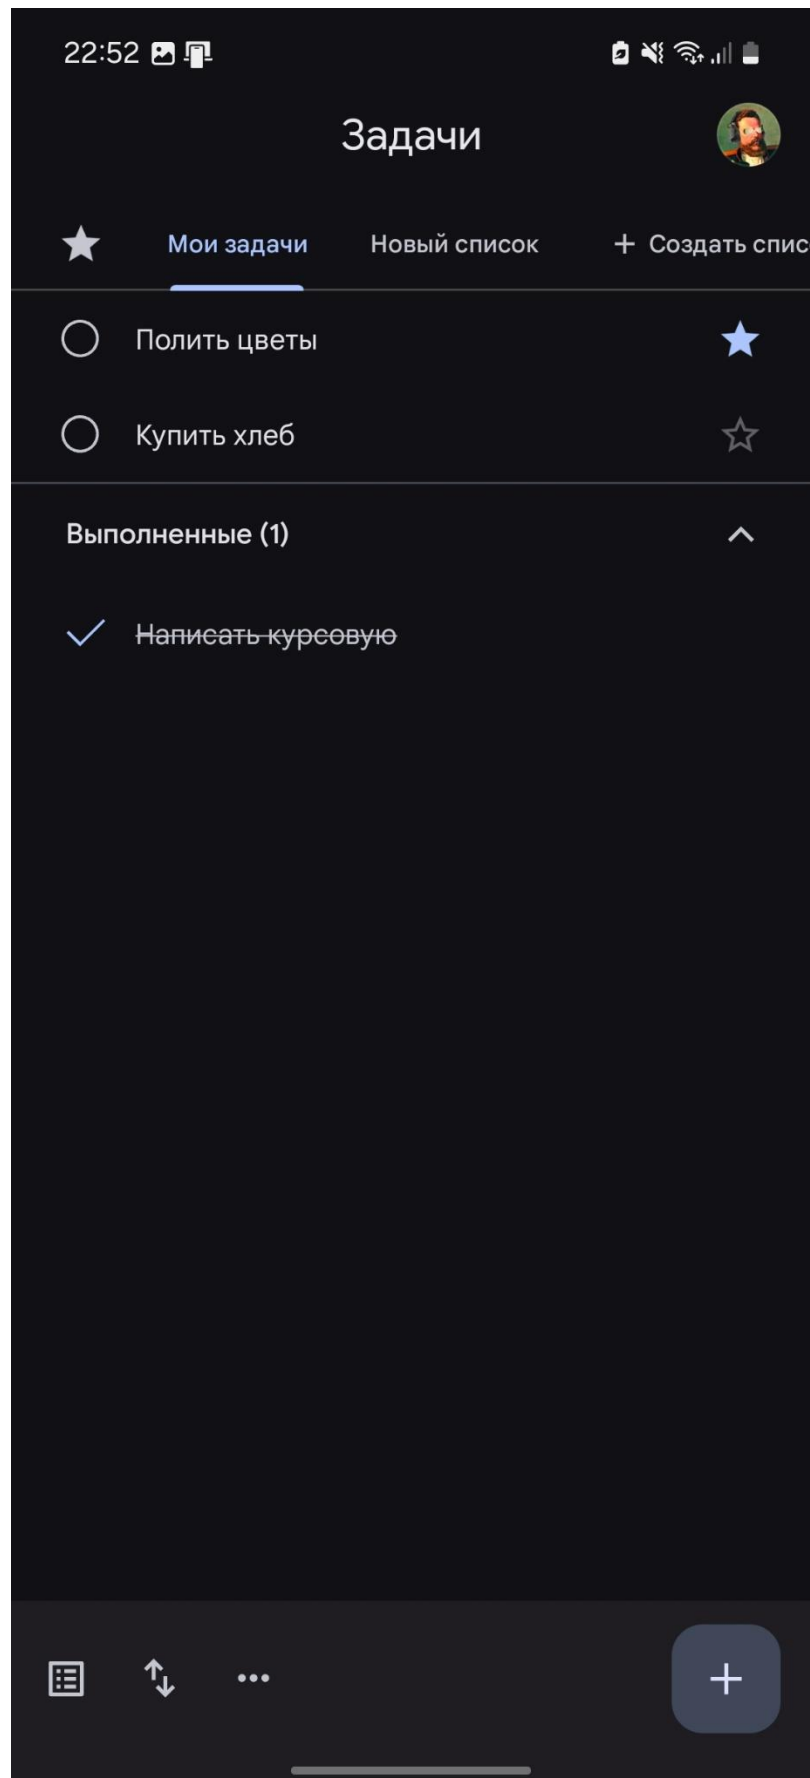 22:52
Задачи
Мои задачи Новый список + Создать спис
Полить цветы
Купить хлеб
Выполненные (1)
Написать курсовую